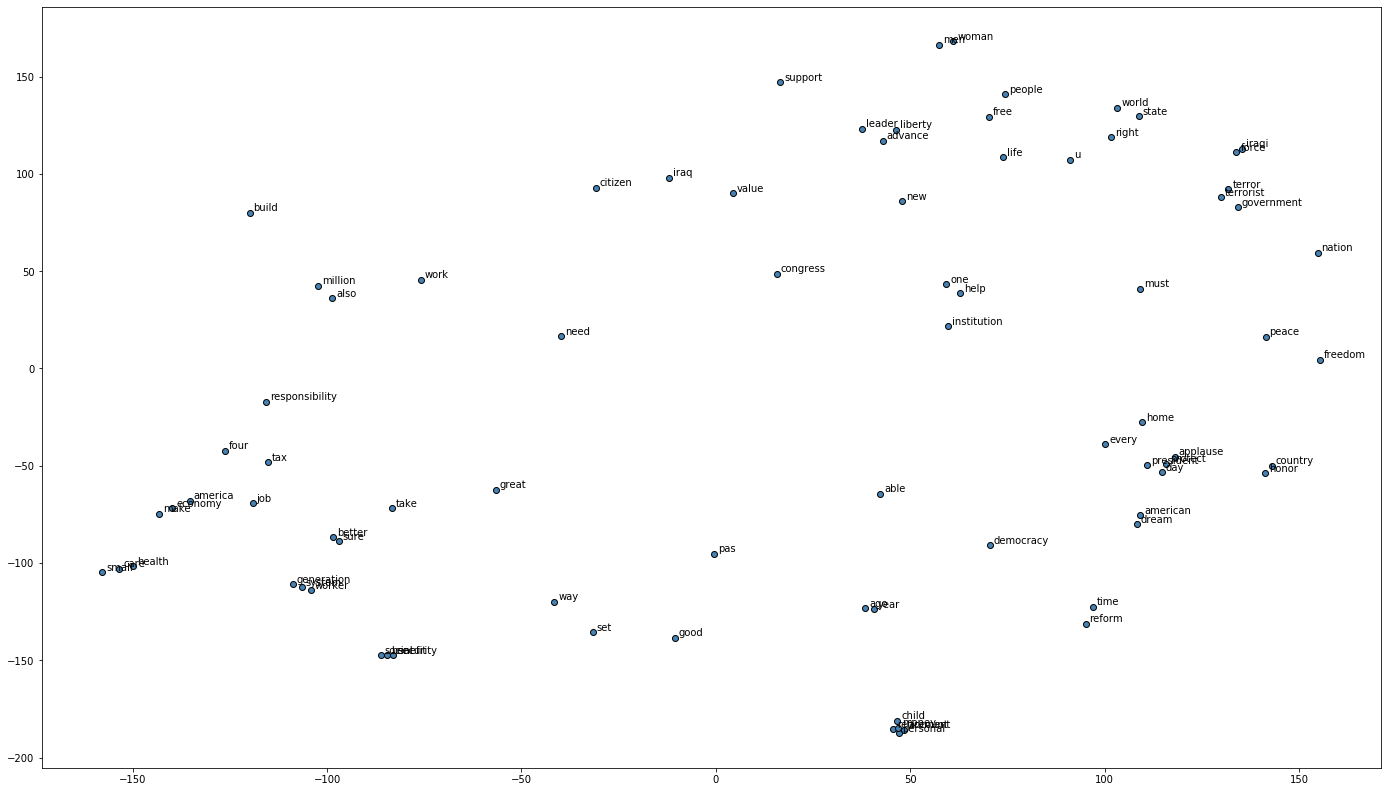 woman
men
150
people
support
world
free
state
leader
liberty
right
advance
iraqi
force
life
u
100
iraq
citizen
terror
value
terrorist
new
government
build
nation
50
congress
million
work
one
must
also
help
institution
need
peace
freedom
0
responsibility
home
four
every
−50
tax
applause
president
country
day
honor
great
america
job
economy
take
able
make
american
dream
better
sure
democracy
pas
−100
health
care
small
generation
worker
way
time
ago
year
reform
set
good
−150
child
personal
−200
−150
−100
−50
0
50
100
150